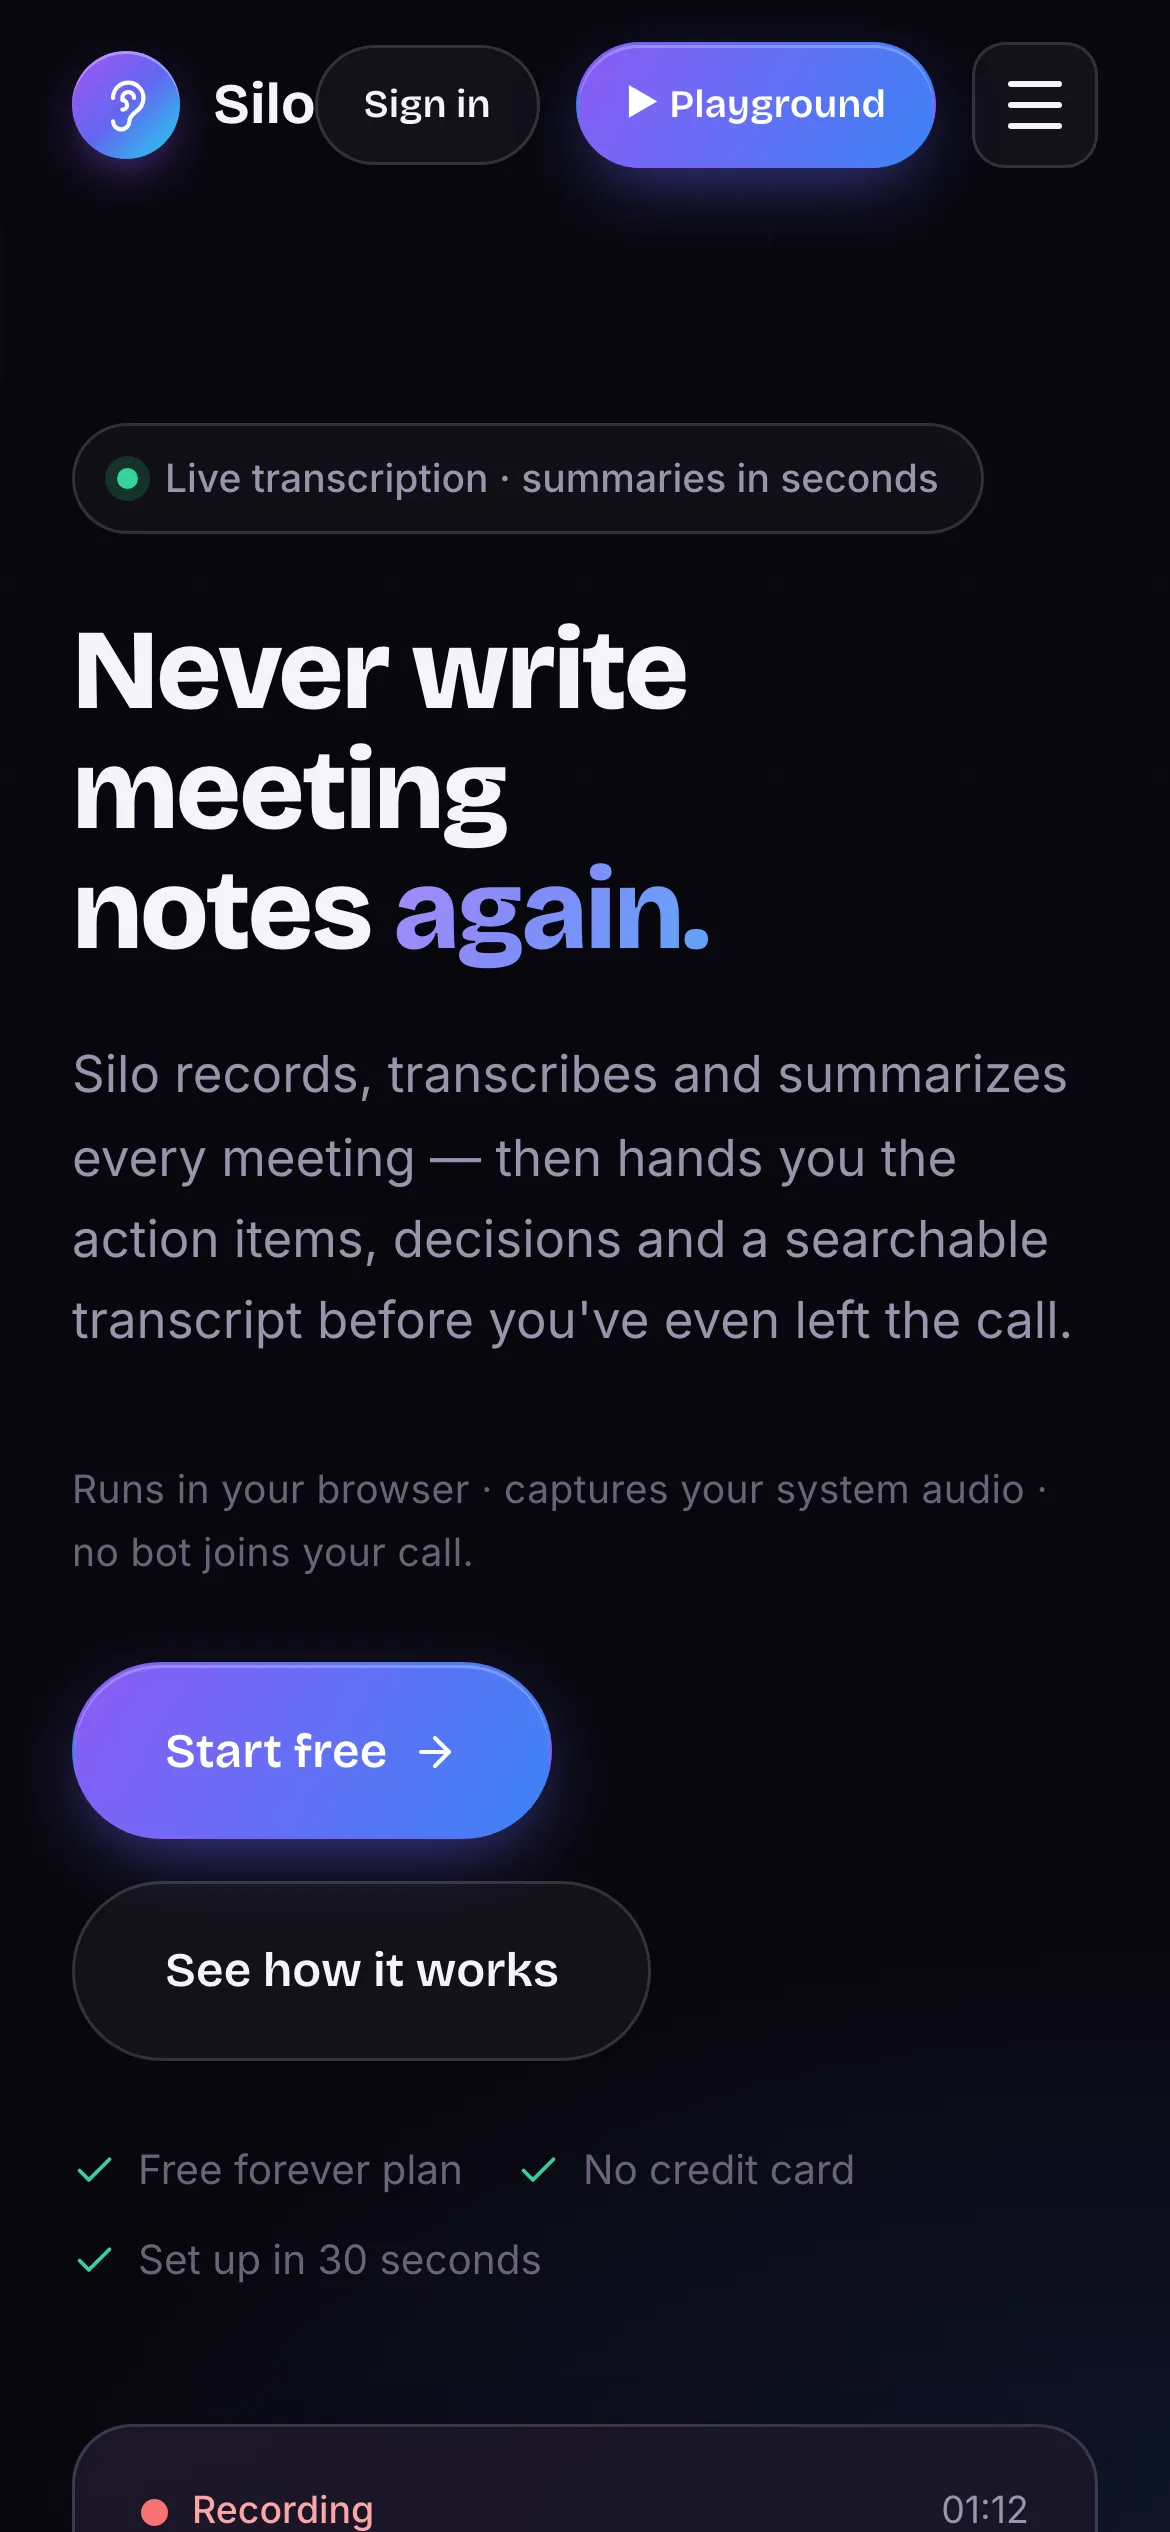 Silo
Sign in
Playground
Live transcription · summaries in seconds
Never write
meeting
notes again.
Silo records, transcribes and summarizes
every meeting — then hands you the
action items, decisions and a searchable
transcript before you've even left the call.
Runs in your browser · captures your system audio ·
no bot joins your call.
Start free →
See how it works
Free forever plan
No credit card
Set up in 30 seconds
Recording
01:12